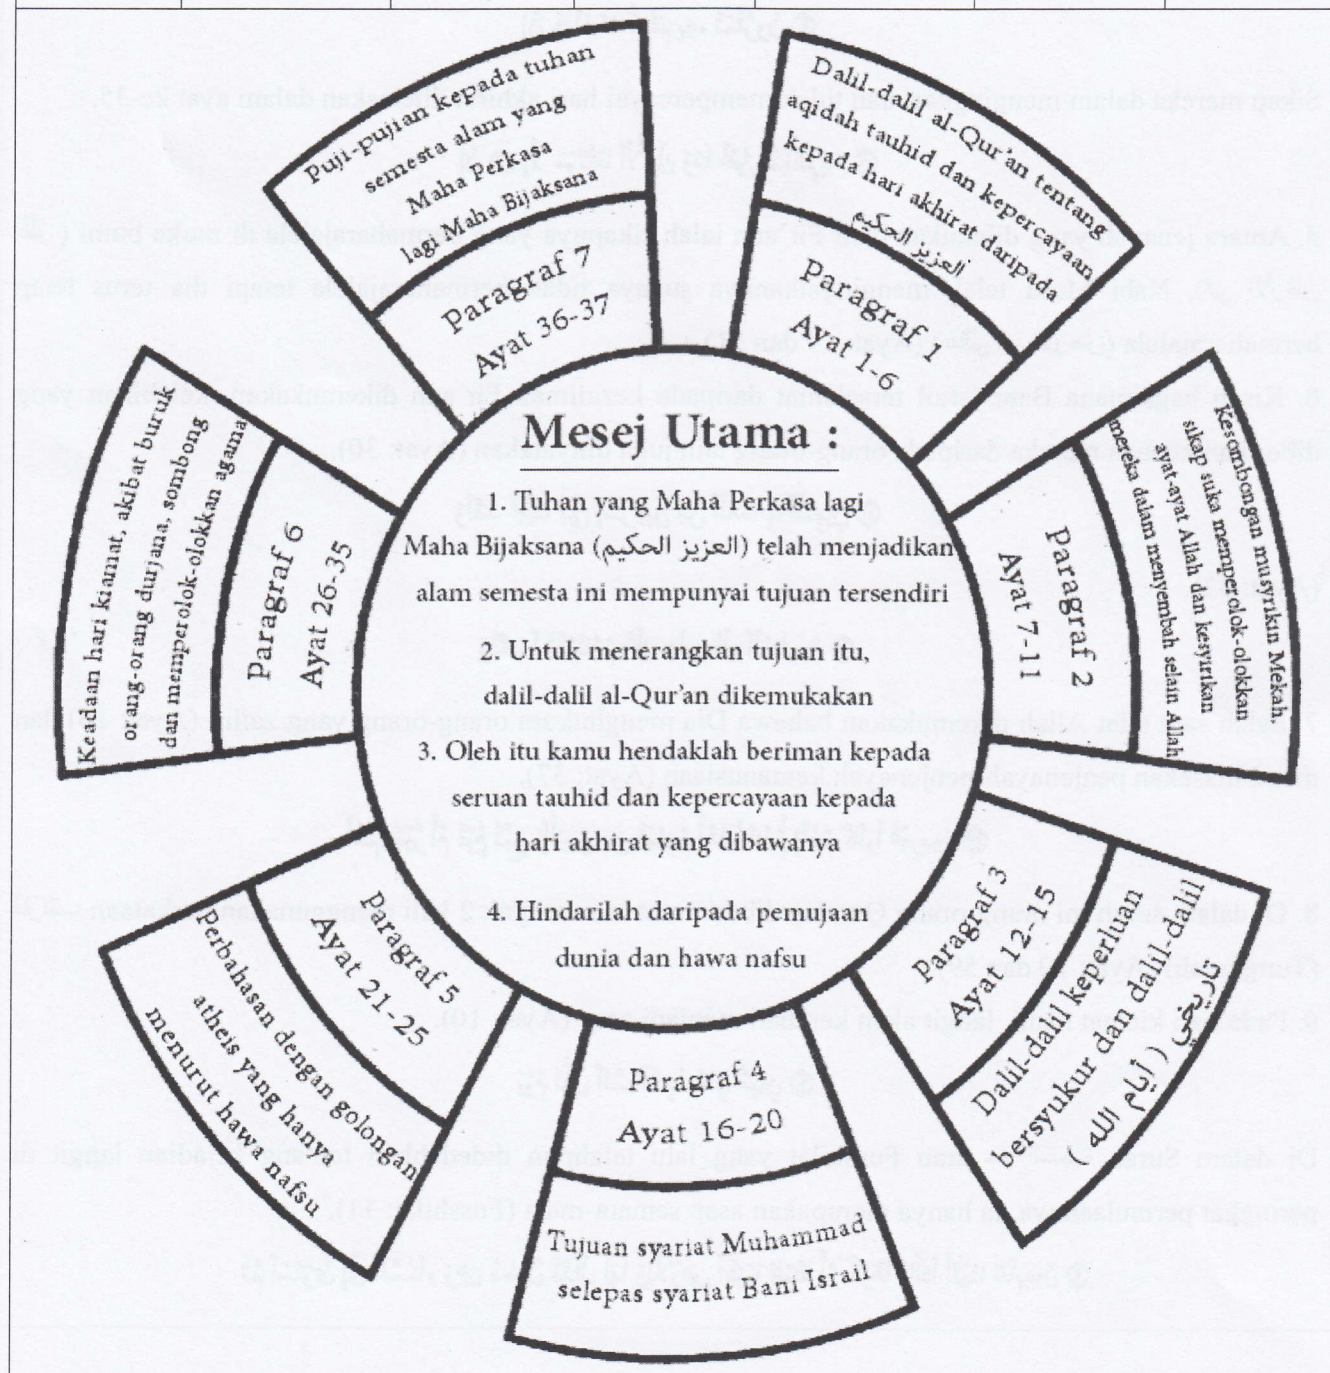 Mesej Utama :
1. Tuhan yang Maha Perkasa lagi
Maha Bijaksana (العزيز الحكيم) telah menjadikan
alam semesta ini mempunyai tujuan tersendiri
2. Untuk menerangkan tujuan itu,
dalil-dalil al-Qur'an dikemukakan
3. Oleh itu kamu hendaklah beriman kepada
seruan tauhid dan kepercayaan kepada
hari akhirat yang dibawanya
4. Hindarilah daripada pemujaan
dunia dan hawa nafsu
Dalil-dalil al-Qur'an tentang
aqidah tauhid dan kepercayaan
kepada hari akhirat daripada
العزيز الحكيم
Paragraf 1
Ayat 1-6
Kesombongan musyrikin Mekah,
sikap suka memperolok-olokkan
ayat-ayat Allah dan kesyirikan
mereka dalam menyembah selain Allah
Paragraf 2
Ayat 7-11
Paragraf 3
Ayat 12-15
Dalil-dalil keperluan
bersyukur dan dalil-dalil
تاريخي (أيام الله)
Paragraf 4
Ayat 16-20
Tujuan syariat Muhammad
selepas syariat Bani Israil
Paragraf 5
Ayat 21-25
Perbahasan dengan golongan
atheis yang hanya
menurut hawa nafsu
Keadaan hari kiamat, akibat buruk
orang-orang durjana, sombong
dan memperolok-olokkan agama
Paragraf 6
Ayat 26-35
Puji-pujian kepada tuhan
semesta alam yang
Maha Perkasa
lagi Maha Bijaksana
Paragraf 7
Ayat 36-37